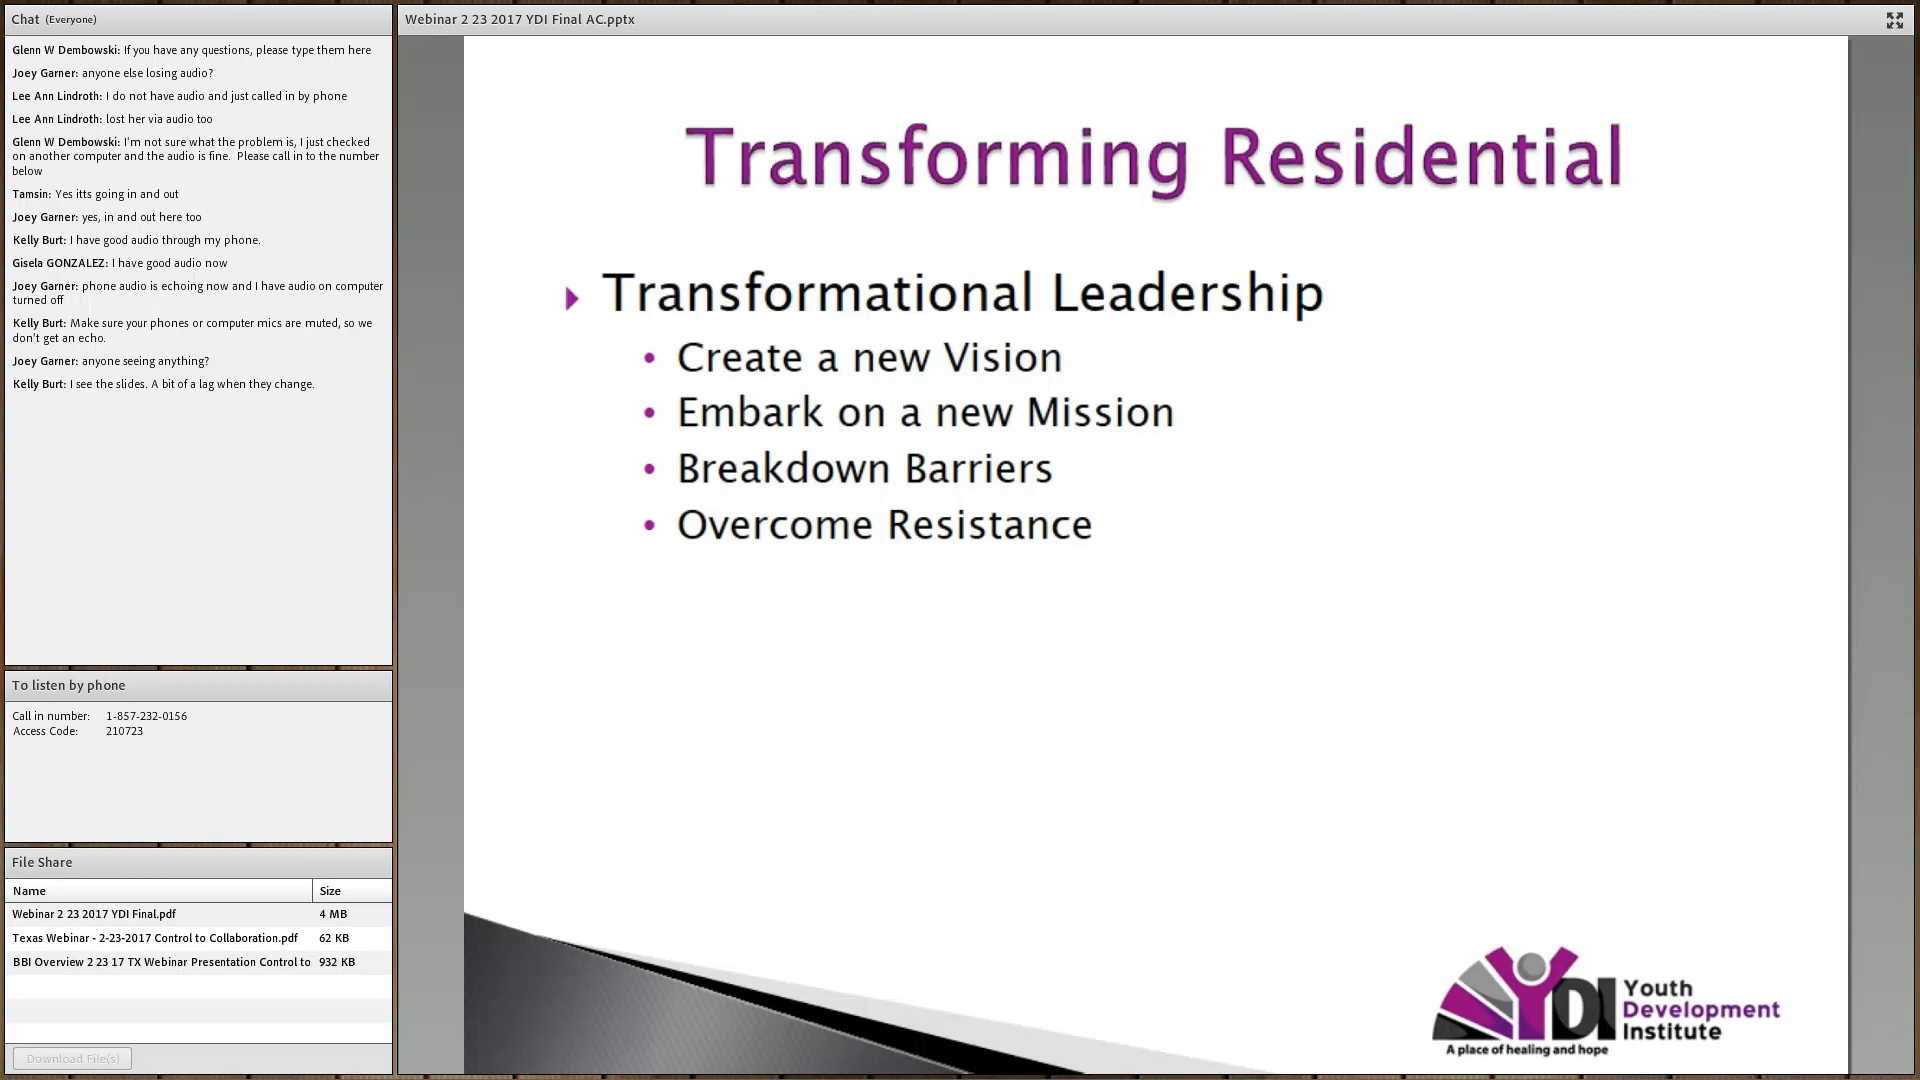 Chat (Everyone)
Glenn W Dembowski: If you have any questions, please type them here
Joey Garner: anyone else losing audio?
Lee Ann Lindroth: I do not have audio and just called in by phone
Lee Ann Lindroth: lost her via audio too
Glenn W Dembowski: I'm not sure what the problem is, I just checked
on another computer and the audio is fine.  Please call in to the number
below
Tamsin: Yes itts going in and out
Joey Garner: yes, in and out here too
Kelly Burt: I have good audio through my phone.
Gisela GONZALEZ: I have good audio now
Joey Garner: phone audio is echoing now and I have audio on computer
turned off
Kelly Burt: Make sure your phones or computer mics are muted, so we
don't get an echo.
Joey Garner: anyone seeing anything?
Kelly Burt: I see the slides. A bit of a lag when they change.
To listen by phone
Call in number: 1-857-232-0156
Access Code: 210723
File Share
Name Size
Webinar 2 23 2017 YDI Final.pdf 4 MB
Texas Webinar - 2-23-2017 Control to Collaboration.pdf 62 KB
BBI Overview 2 23 17 TX Webinar Presentation Control to 932 KB
Download File(s)
Webinar 2 23 2017 YDI Final AC.pptx
Transforming Residential
Transformational Leadership
• Create a new Vision
• Embark on a new Mission
• Breakdown Barriers
• Overcome Resistance
YDI
Youth
Development
Institute
A place of healing and hope